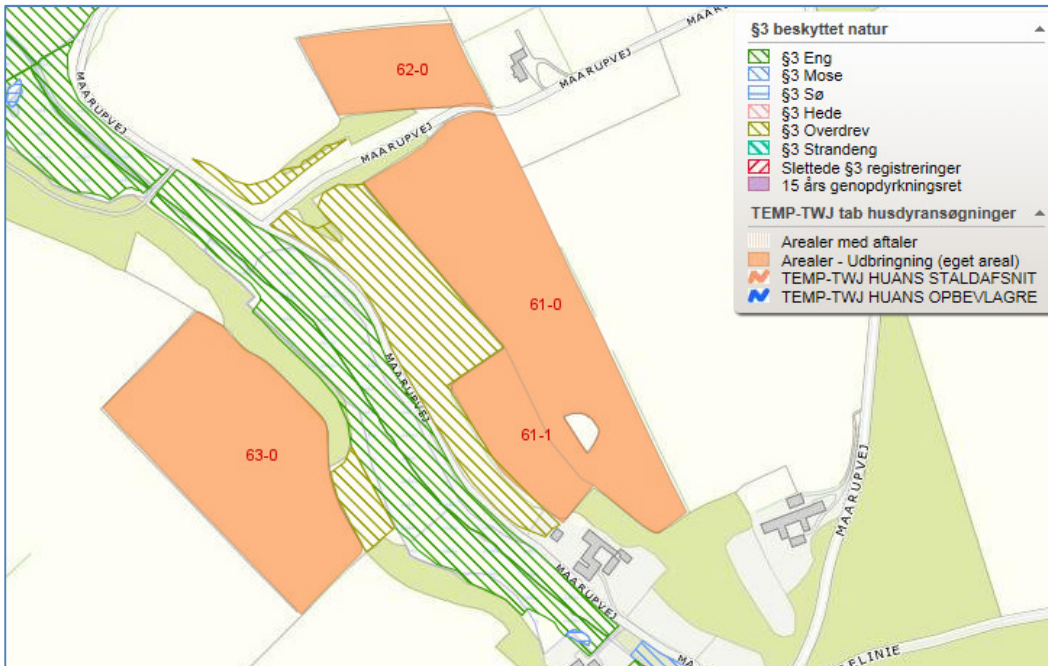 §3 beskyttet natur
§3 Eng
§3 Mose
§3 Sø
§3 Hede
§3 Overdrev
§3 Strandeng
Slettede §3 registreringer
15 års genopdyrkningsret
TEMP-TWJ tab husdyransøgninger
Arealer med aftaler
Arealer - Udbringning (eget areal)
TEMP-TWJ HUANS STALDAFSNIT
TEMP-TWJ HUANS OPBEVLAGRE
MAARUPVEJ
62-0
MAARUPVEJ
MAARUPVEJ
MAARUPVEJ
61-0
MAARUPVEJ
61-1
63-0
MAARUPVEJ
MAARUPVEJ
MA
ELINIE